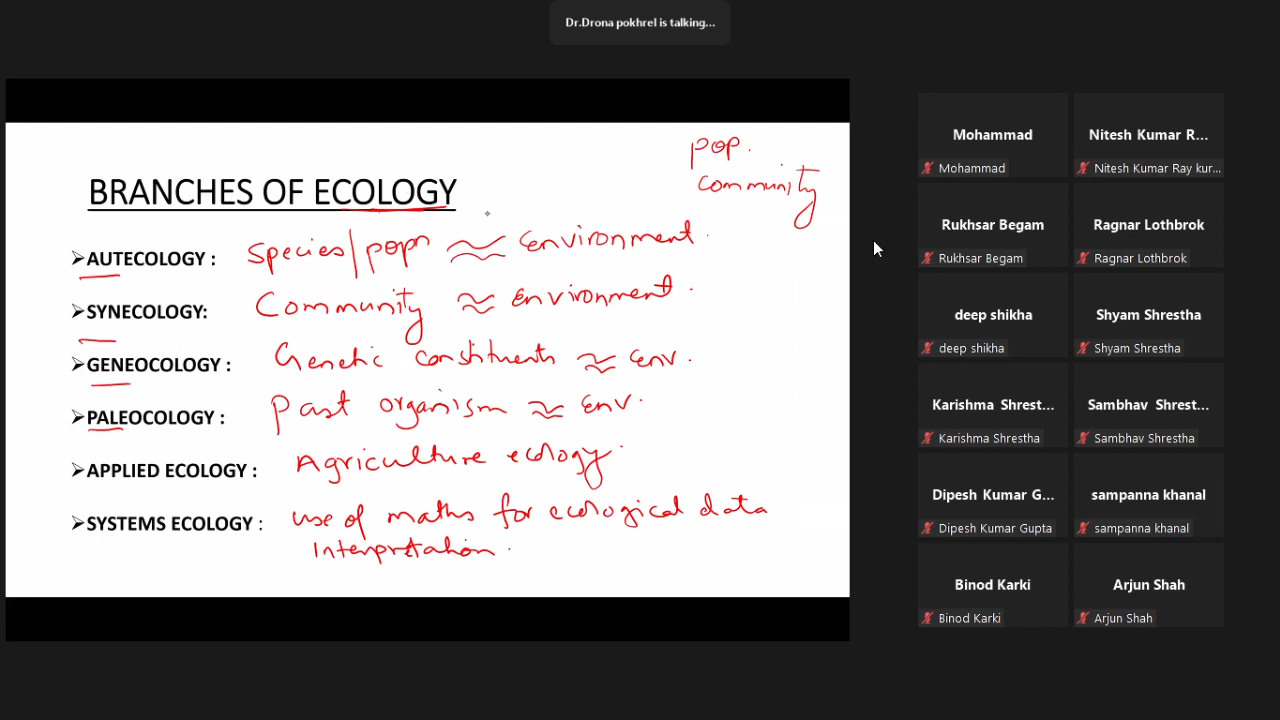 Dr.Drona pokhrel is talking...
pop.
community
BRANCHES OF ECOLOGY
➢AUTECOLOGY : Species/popn ≈ Environment.
➢SYNECOLOGY: Community ≈ Environment.
➢GENEOCOLOGY : Genetic constituents ≈ env.
➢PALEOCOLOGY : Past organism ≈ env.
➢APPLIED ECOLOGY : Agriculture ecology.
➢SYSTEMS ECOLOGY : use of maths for ecological data
Interpretation.
Mohammad
Mohammad
Nitesh Kumar R...
Nitesh Kumar Ray kur...
Rukhsar Begam
Rukhsar Begam
Ragnar Lothbrok
Ragnar Lothbrok
deep shikha
deep shikha
Shyam Shrestha
Shyam Shrestha
Karishma Shrest...
Karishma Shrestha
Sambhav Shrest...
Sambhav Shrestha
Dipesh Kumar G...
Dipesh Kumar Gupta
sampanna khanal
sampanna khanal
Binod Karki
Binod Karki
Arjun Shah
Arjun Shah